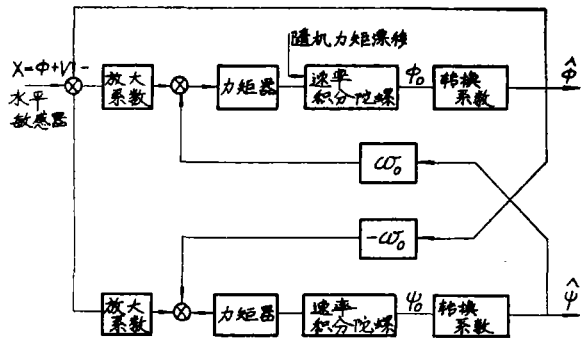 随机力矩漂移
X=Φ+V
-
水平
敏感器
放大
系数
力矩器
速率
积分陀螺
Φ₀
转换
系数
Φ̂
ω₀
-ω₀
放大
系数
力矩器
速率
积分陀螺
ψ₀
转换
系数
ψ̂